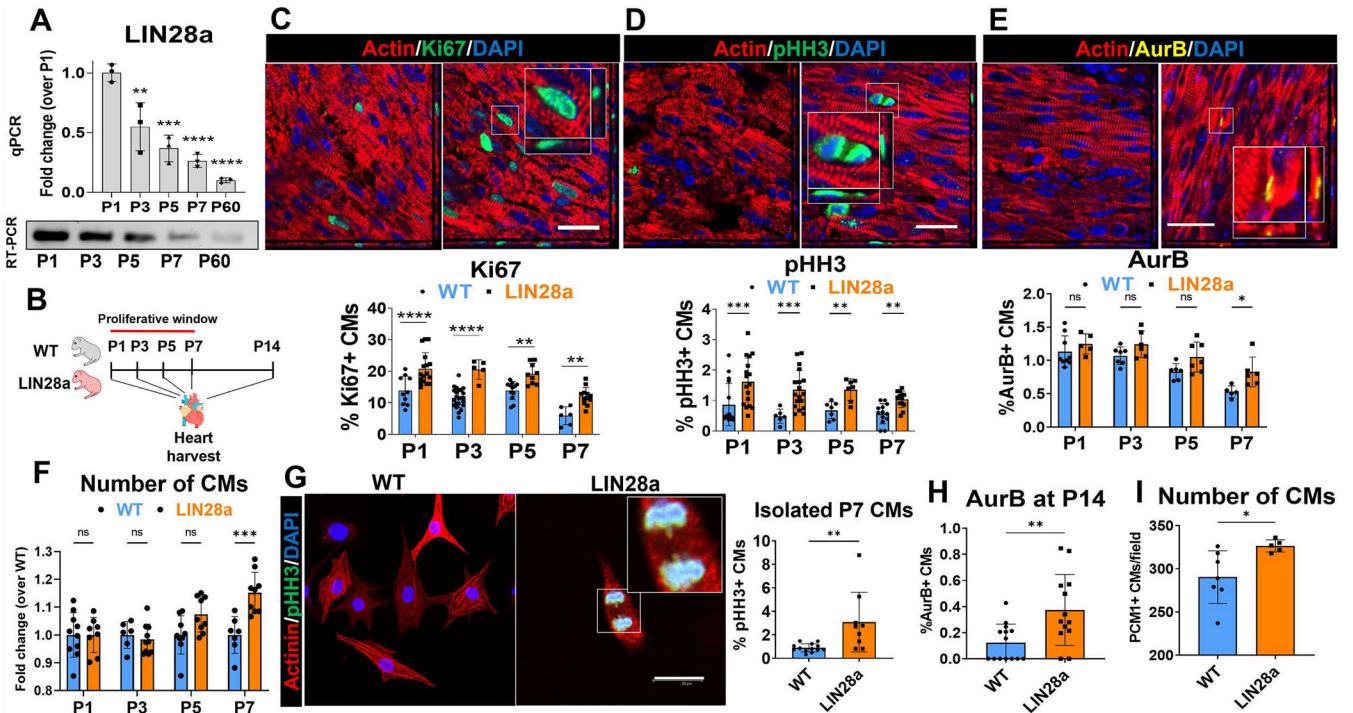 A
LIN28a
qPCR
Fold change (over P1)
1.0
0.5
0.0
**
***
****
****
P1 P3 P5 P7 P60
RT-PCR
P1 P3 P5 P7 P60
B
Proliferative window
WT
LIN28a
P1 P3 P5 P7 P14
Heart
harvest
C
Actin/Ki67/DAPI
Ki67
WT LIN28a
% Ki67+ CMs
40
30
20
10
0
**** **** ** **
P1 P3 P5 P7
D
Actin/pHH3/DAPI
pHH3
WT LIN28a
% pHH3+ CMs
4
3
2
1
0
*** *** ** **
P1 P3 P5 P7
E
Actin/AurB/DAPI
AurB
WT LIN28a
%AurB+ CMs
2.0
1.5
1.0
0.5
0.0
ns ns ns *
P1 P3 P5 P7
F
Number of CMs
WT LIN28a
Fold change (over WT)
1.3
1.2
1.1
1.0
0.9
0.8
ns ns ns ***
P1 P3 P5 P7
G
WT LIN28a
Actinin/pHH3/DAPI
Isolated P7 CMs
% pHH3+ CMs
10
8
6
4
2
0
**
WT LIN28a
H
AurB at P14
%AurB+ CMs
1.0
0.8
0.6
0.4
0.2
0.0
**
WT LIN28a
I
Number of CMs
PCM1+ CMs/field
350
300
250
200
*
WT LIN28a